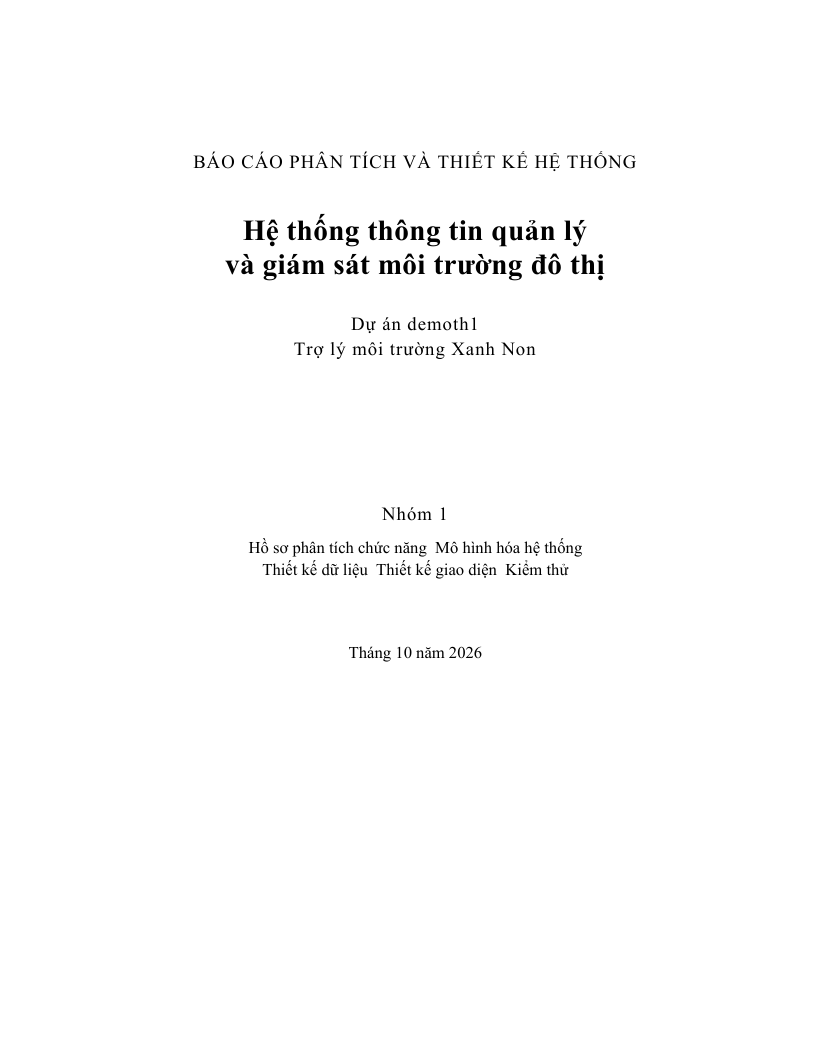 BÁO CÁO PHÂN TÍCH VÀ THIẾT KẾ HỆ THỐNG
Hệ thống thông tin quản lý
và giám sát môi trường đô thị
Dự án demoth1
Trợ lý môi trường Xanh Non
Nhóm 1
Hồ sơ phân tích chức năng Mô hình hóa hệ thống
Thiết kế dữ liệu Thiết kế giao diện Kiểm thử
Tháng 10 năm 2026